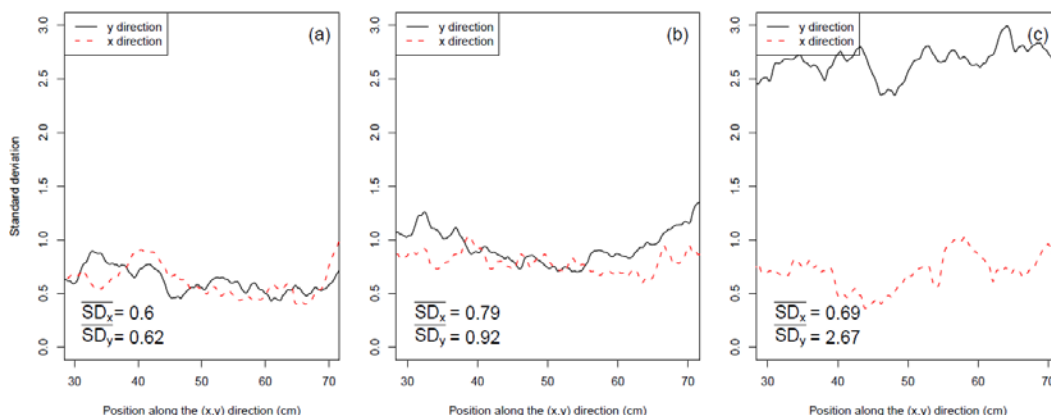 Standard deviation
3.0
2.5
2.0
1.5
1.0
0.5
0.0
y direction
x direction
(a)
SDx = 0.6
SDy = 0.62
30 40 50 60 70
Position along the (x,y) direction (cm)
3.0
2.5
2.0
1.5
1.0
0.5
0.0
y direction
x direction
(b)
SDx = 0.79
SDy = 0.92
30 40 50 60 70
Position along the (x,y) direction (cm)
3.0
2.5
2.0
1.5
1.0
0.5
0.0
y direction
x direction
(c)
SDx = 0.69
SDy = 2.67
30 40 50 60 70
Position along the (x,y) direction (cm)